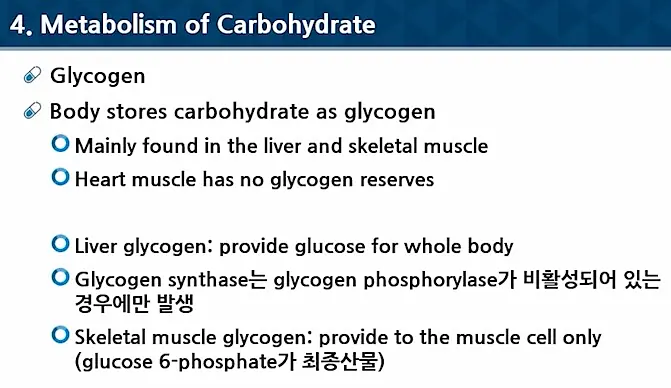 4. Metabolism of Carbohydrate
Glycogen
Body stores carbohydrate as glycogen
Mainly found in the liver and skeletal muscle
Heart muscle has no glycogen reserves
Liver glycogen: provide glucose for whole body
Glycogen synthase는 glycogen phosphorylase가 비활성되어 있는
경우에만 발생
Skeletal muscle glycogen: provide to the muscle cell only
(glucose 6-phosphate가 최종산물)